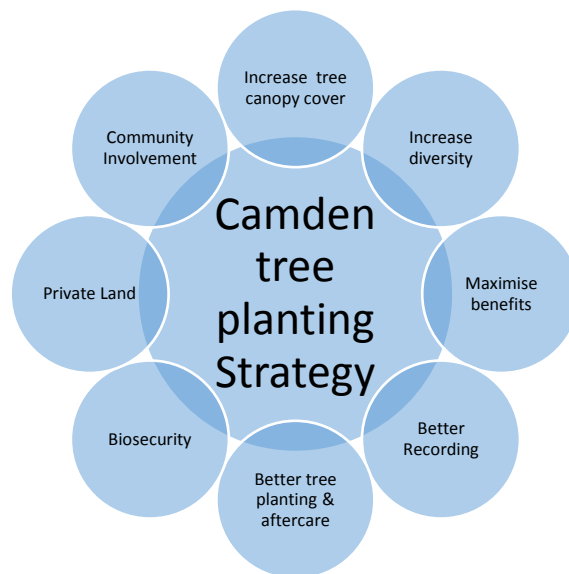 Increase tree
canopy cover
Increase
diversity
Maximise
benefits
Better
Recording
Better tree
planting &
aftercare
Biosecurity
Private Land
Community
Involvement
Camden
tree
planting
Strategy